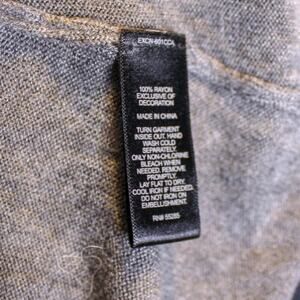 EXCN-601CCA
100% RAYON
EXCLUSIVE OF
DECORATION
MADE IN CHINA
TURN GARMENT
INSIDE OUT. HAND
WASH COLD
SEPARATELY.
ONLY NON-CHLORINE
BLEACH WHEN
NEEDED. REMOVE
PROMPTLY.
LAY FLAT TO DRY.
COOL IRON IF NEEDED.
DO NOT IRON ON
EMBELLISHMENT.
RN# 55285